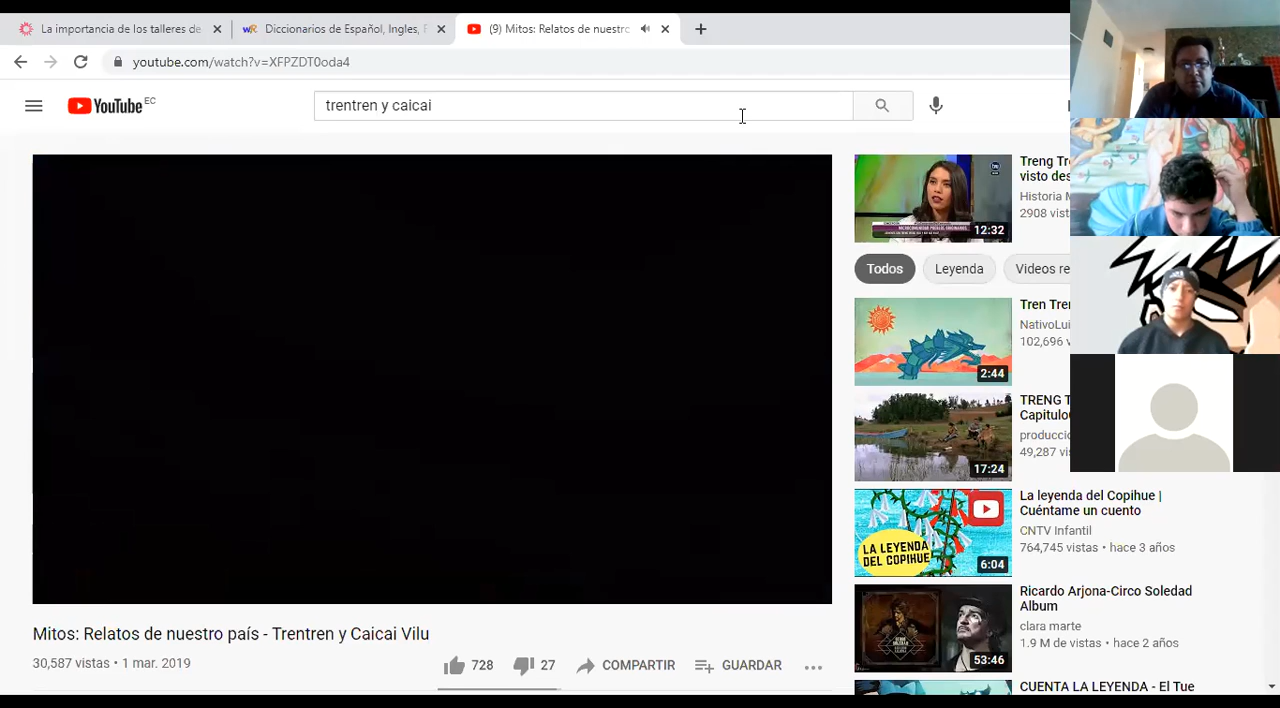 La importancia de los talleres de
Diccionarios de Español, Ingles, F
(9) Mitos: Relatos de nuestro
youtube.com/watch?v=XFPZDT0oda4
YouTube EC
trentren y caicai
Treng Tr
visto des
Historia M
2908 vist
12:32
Todos
Leyenda
Videos re
Tren Tren
NativoLui
102,696 v
2:44
TRENG T
Capitulo
producci
49,287 vis
17:24
La leyenda del Copihue |
Cuéntame un cuento
CNTV Infantil
764,745 vistas • hace 3 años
LA LEYENDA
DEL COPIHUE
6:04
Ricardo Arjona-Circo Soledad
Album
clara marte
1.9 M de vistas • hace 2 años
53:46
CUENTA LA LEYENDA - El Tue
Mitos: Relatos de nuestro país - Trentren y Caicai Vilu
30,587 vistas • 1 mar. 2019
728
27
COMPARTIR
GUARDAR